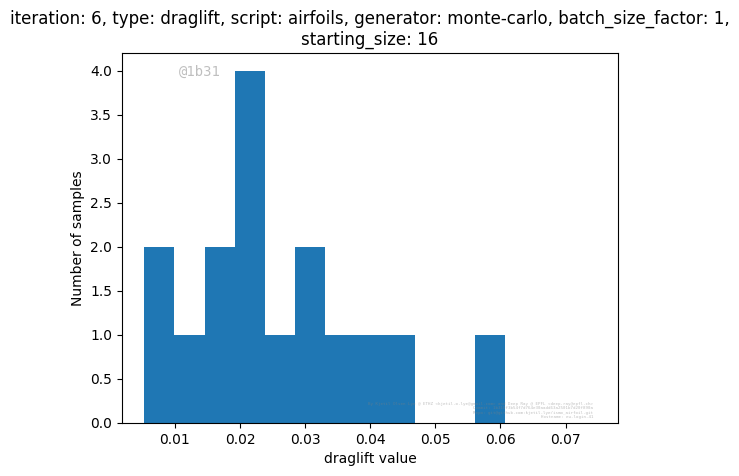 iteration: 6, type: draglift, script: airfoils, generator: monte-carlo, batch_size_factor: 1,
starting_size: 16
@1b31
4.0
3.5
3.0
2.5
2.0
1.5
1.0
0.5
0.0
Number of samples
0.01 0.02 0.03 0.04 0.05 0.06 0.07
draglift value